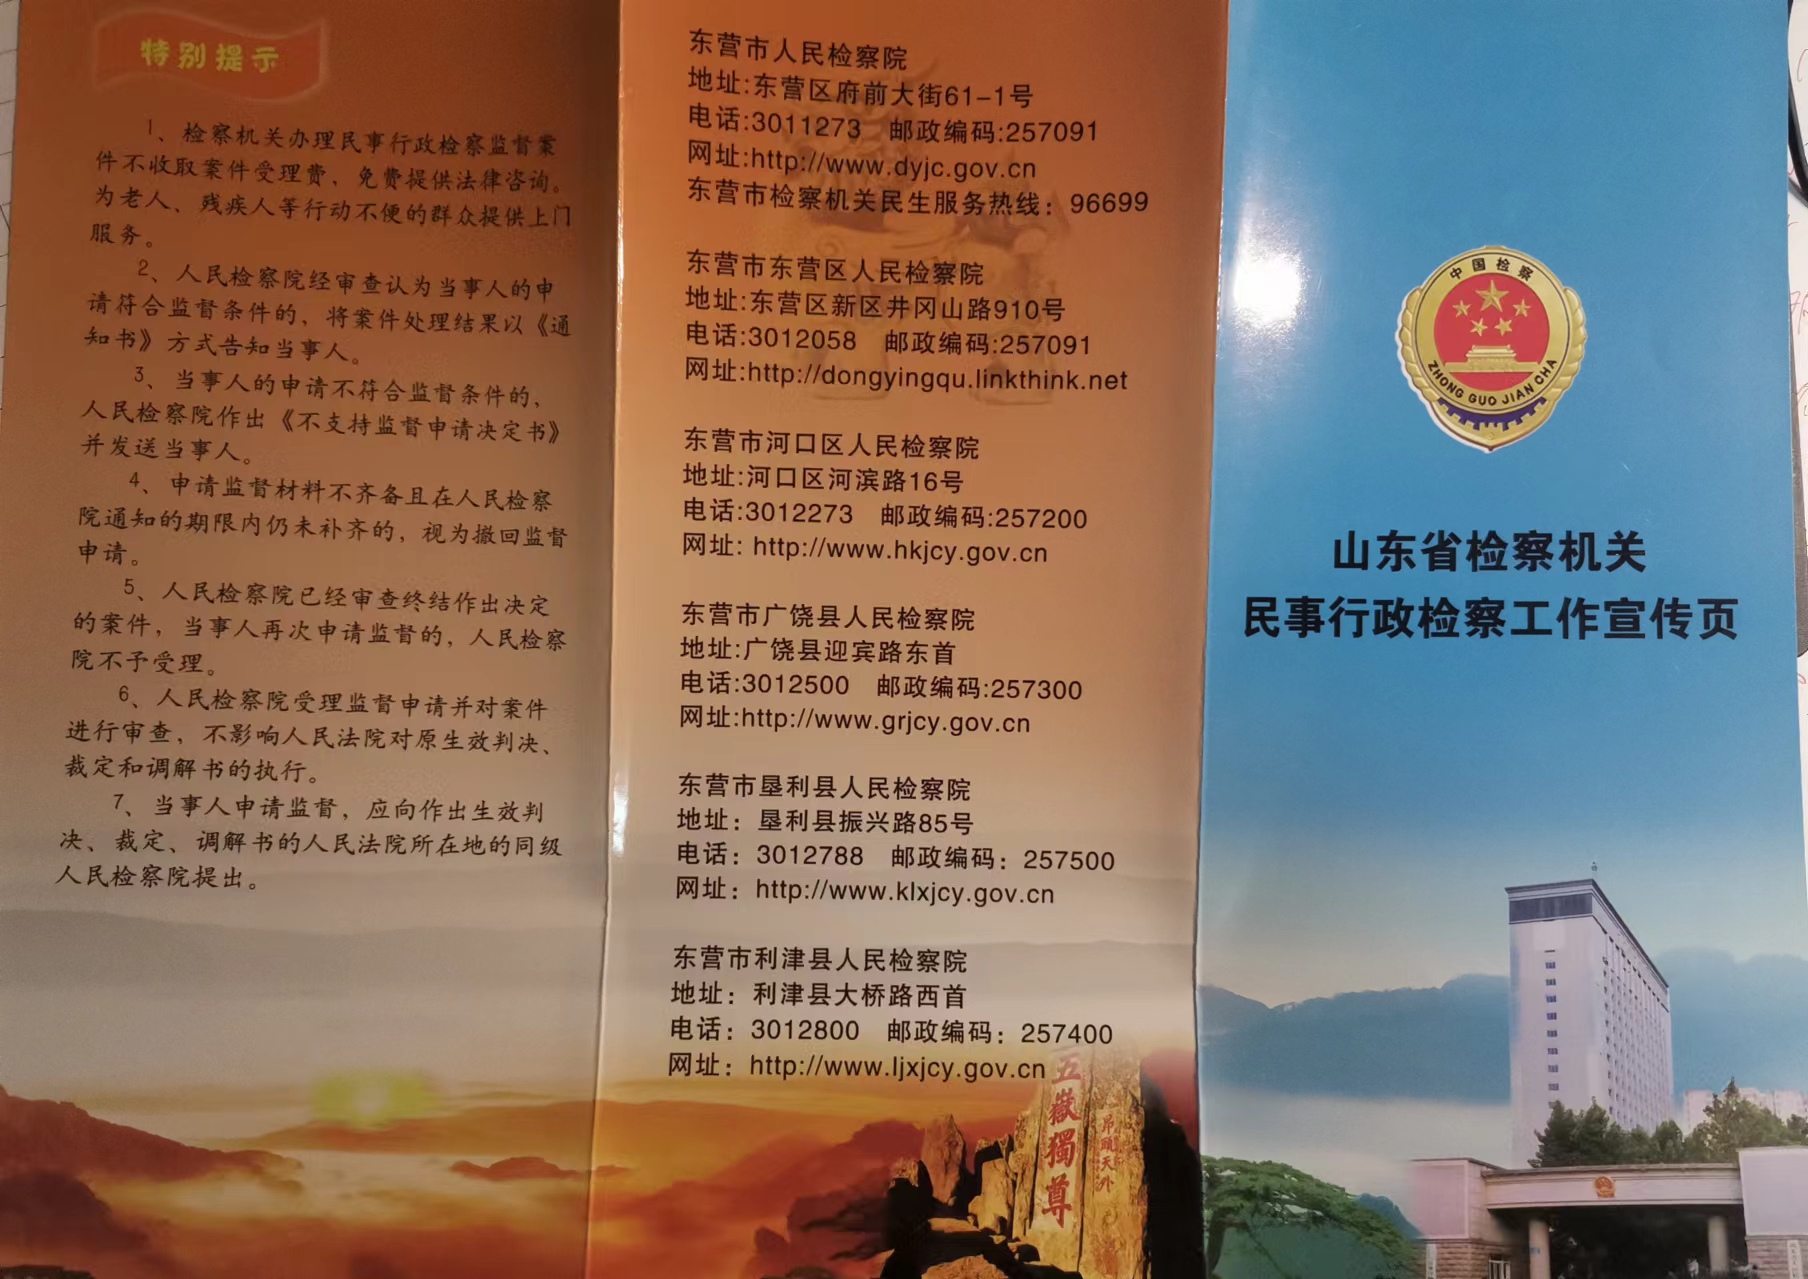 特别提示
1、检察机关办理民事行政检察监督案
件不收取案件受理费、免费提供法律咨询。
为老人、残疾人等行动不便的群众提供上门
服务。
2、人民检察院经审查认为当事人的申
请符合监督条件的，将案件处理结果以《通
知书》方式告知当事人。
3、当事人的申请不符合监督条件的，
人民检察院作出《不支持监督申请决定书》
并发送当事人。
4、申请监督材料不齐备且在人民检察
院通知的期限内仍未补齐的，视为撤回监督
申请。
5、人民检察院已经审查终结作出决定
的案件，当事人再次申请监督的，人民检察
院不予受理。
6、人民检察院受理监督申请并对案件
进行审查，不影响人民法院对原生效判决、
裁定和调解书的执行。
7、当事人申请监督，应向作出生效判
决、裁定、调解书的人民法院所在地的同级
人民检察院提出。
东营市人民检察院
地址:东营区府前大街61-1号
电话:3011273 邮政编码:257091
网址:http://www.dyjc.gov.cn
东营市检察机关民生服务热线：96699
东营市东营区人民检察院
地址:东营区新区井冈山路910号
电话:3012058 邮政编码:257091
网址:http://dongyingqu.linkthink.net
东营市河口区人民检察院
地址:河口区河滨路16号
电话:3012273 邮政编码:257200
网址: http://www.hkjcy.gov.cn
东营市广饶县人民检察院
地址:广饶县迎宾路东首
电话:3012500 邮政编码:257300
网址:http://www.grjcy.gov.cn
东营市垦利县人民检察院
地址：垦利县振兴路85号
电话：3012788 邮政编码：257500
网址：http://www.klxjcy.gov.cn
东营市利津县人民检察院
地址：利津县大桥路西首
电话：3012800 邮政编码：257400
网址：http://www.ljxjcy.gov.cn
五嶽獨尊
昂頭天外
中国检察
ZHONG GUO JIAN CHA
山东省检察机关
民事行政检察工作宣传页